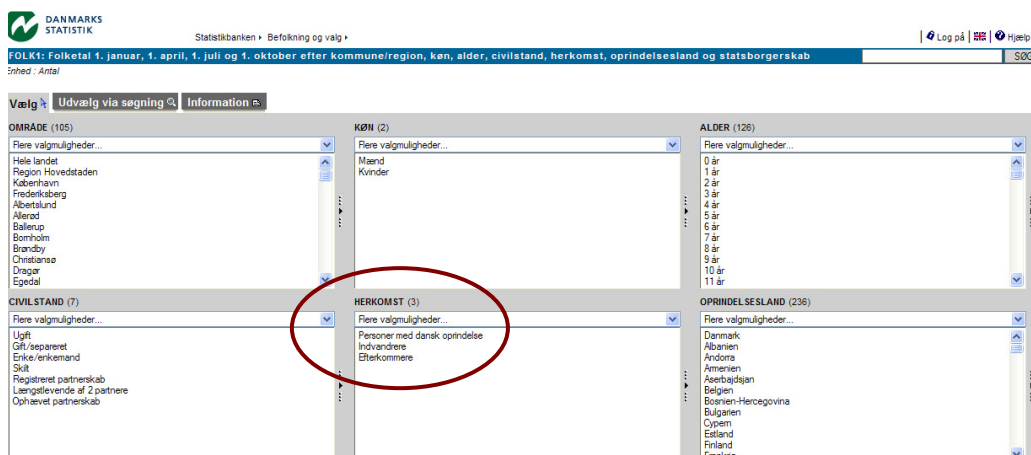 DANMARKS
STATISTIK
Statistikbanken › Befolkning og valg ›
Log på | Hjælp
FOLK1: Folketal 1. januar, 1. april, 1. juli og 1. oktober efter kommune/region, køn, alder, civilstand, herkomst, oprindelsesland og statsborgerskab
SØG
Enhed : Antal
Vælg Udvælg via søgning Information
OMRÅDE (105)
Flere valgmuligheder...
Hele landet
Region Hovedstaden
København
Frederiksberg
Albertslund
Allerød
Ballerup
Bornholm
Brøndby
Christiansø
Dragør
Egedal
KØN (2)
Flere valgmuligheder...
Mænd
Kvinder
ALDER (126)
Flere valgmuligheder...
0 år
1 år
2 år
3 år
4 år
5 år
6 år
7 år
8 år
9 år
10 år
11 år
CIVILSTAND (7)
Flere valgmuligheder...
Ugift
Gift/separeret
Enke/enkemand
Skilt
Registreret partnerskab
Længstlevende af 2 partnere
Ophævet partnerskab
HERKOMST (3)
Flere valgmuligheder...
Personer med dansk oprindelse
Indvandrere
Efterkommere
OPRINDELSESLAND (236)
Flere valgmuligheder...
Danmark
Albanien
Andorra
Armenien
Aserbajdsjan
Belgien
Bosnien-Hercegovina
Bulgarien
Cypern
Estland
Finland